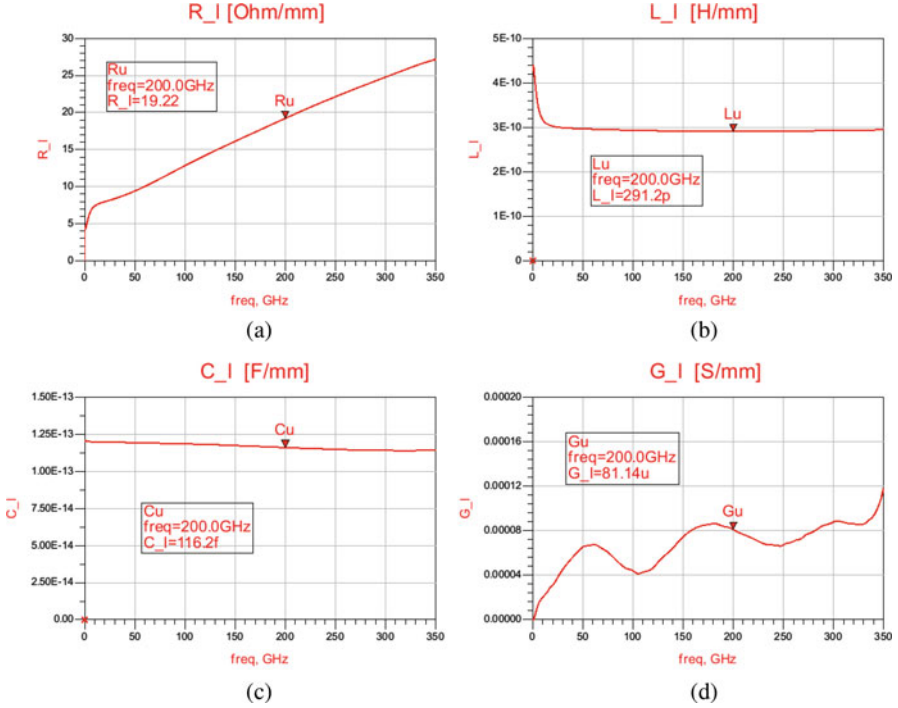 R_l [Ohm/mm]
30
25
20
15
10
5
0
R_l
Ru
freq=200.0GHz
R_l=19.22
Ru
0 50 100 150 200 250 300 350
freq, GHz
(a)
L_l [H/mm]
5E-10
4E-10
3E-10
2E-10
1E-10
0
L_l
Lu
Lu
freq=200.0GHz
L_l=291.2p
0 50 100 150 200 250 300 350
freq, GHz
(b)
C_l [F/mm]
1.50E-13
1.25E-13
1.00E-13
7.50E-14
5.00E-14
2.50E-14
0.00
C_l
Cu
Cu
freq=200.0GHz
C_l=116.2f
0 50 100 150 200 250 300 350
freq, GHz
(c)
G_l [S/mm]
0.00020
0.00016
0.00012
0.00008
0.00004
0.00000
G_l
Gu
freq=200.0GHz
G_l=81.14u
Gu
0 50 100 150 200 250 300 350
freq, GHz
(d)